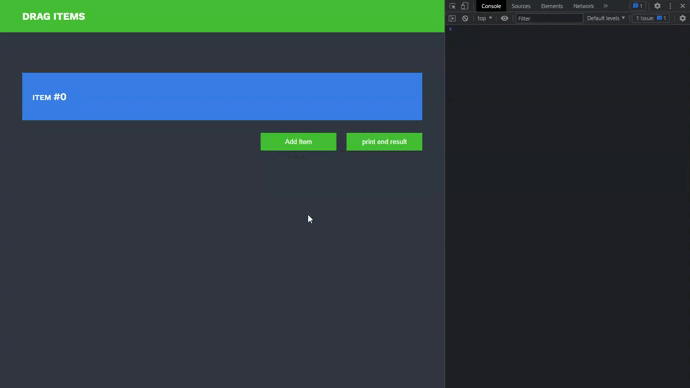 DRAG ITEMS
ITEM #0
Add Item
print end result
Console Sources Elements Network » 1
top Filter Default levels 1 Issue: 1